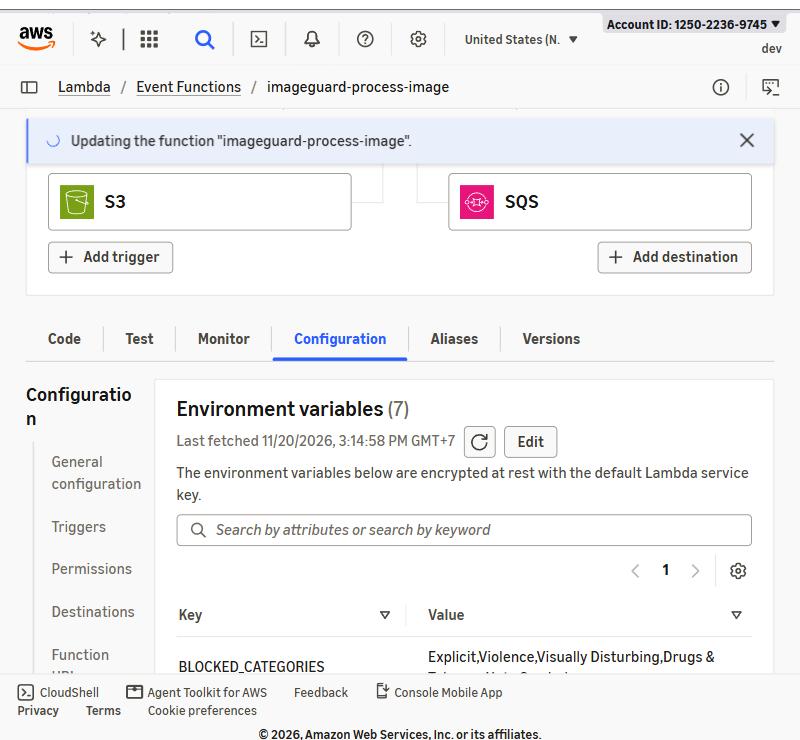 aws
United States (N. ▼
Account ID: 1250-2236-9745 ▼
dev
Lambda / Event Functions / imageguard-process-image
Updating the function "imageguard-process-image".
S3
SQS
+ Add trigger
+ Add destination
Code
Test
Monitor
Configuration
Aliases
Versions
Configuratio
n
General
configuration
Triggers
Permissions
Destinations
Function
Environment variables (7)
Last fetched 11/20/2026, 3:14:58 PM GMT+7
Edit
The environment variables below are encrypted at rest with the default Lambda service
key.
Search by attributes or search by keyword
1
Key
Value
BLOCKED_CATEGORIES
Explicit,Violence,Visually Disturbing,Drugs &
CloudShell
Agent Toolkit for AWS
Feedback
Console Mobile App
Privacy
Terms
Cookie preferences
© 2026, Amazon Web Services, Inc. or its affiliates.